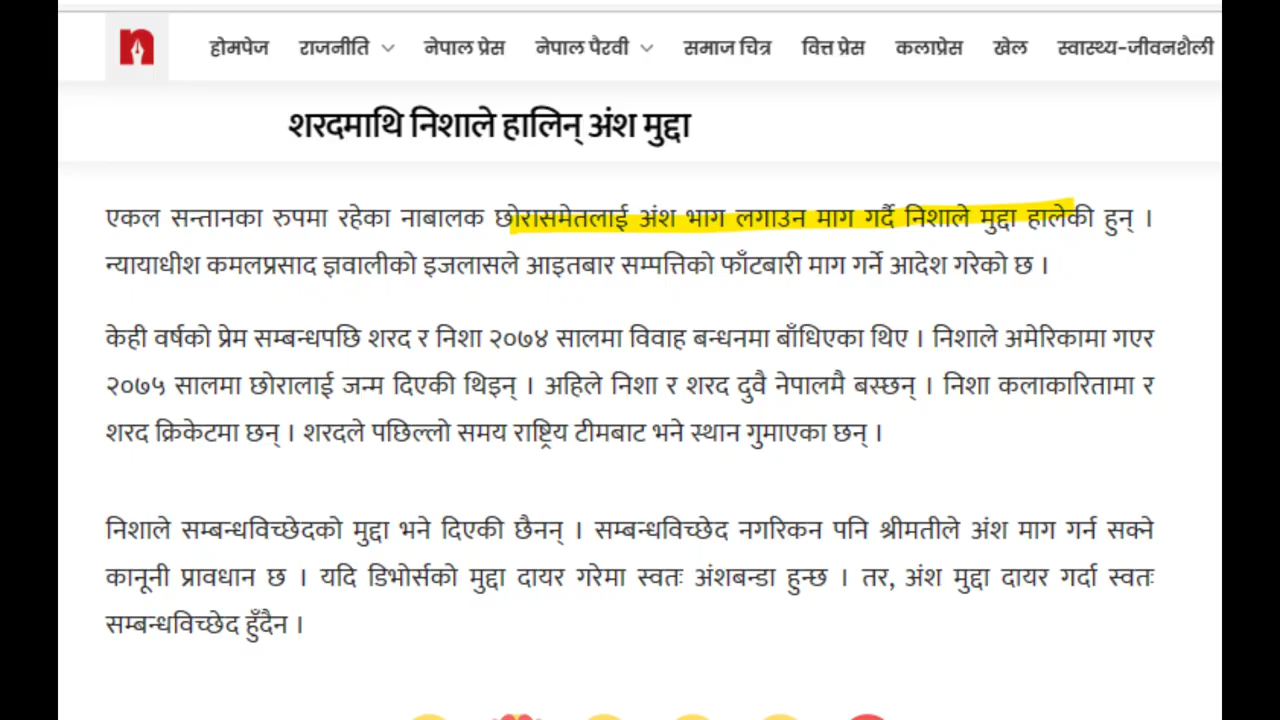 होमपेज राजनीति नेपाल प्रेस नेपाल पैरवी समाज चित्र वित्त प्रेस कलाप्रेस खेल स्वास्थ्य-जीवनशैली
शरदमाथि निशाले हालिन् अंश मुद्दा
एकल सन्तानका रुपमा रहेका नाबालक छोरासमेतलाई अंश भाग लगाउन माग गर्दै निशाले मुद्दा हालेकी हुन् ।
न्यायाधीश कमलप्रसाद ज्ञवालीको इजलासले आइतबार सम्पत्तिको फाँटबारी माग गर्ने आदेश गरेको छ ।
केही वर्षको प्रेम सम्बन्धपछि शरद र निशा २०७४ सालमा विवाह बन्धनमा बाँधिएका थिए । निशाले अमेरिकामा गएर
२०७५ सालमा छोरालाई जन्म दिएकी थिइन् । अहिले निशा र शरद दुवै नेपालमै बस्छन् । निशा कलाकारितामा र
शरद क्रिकेटमा छन् । शरदले पछिल्लो समय राष्ट्रिय टीमबाट भने स्थान गुमाएका छन् ।
निशाले सम्बन्धविच्छेदको मुद्दा भने दिएकी छैनन् । सम्बन्धविच्छेद नगरिकन पनि श्रीमतीले अंश माग गर्न सक्ने
कानूनी प्रावधान छ । यदि डिभोर्सको मुद्दा दायर गरेमा स्वतः अंशबन्डा हुन्छ । तर, अंश मुद्दा दायर गर्दा स्वतः
सम्बन्धविच्छेद हुँदैन ।